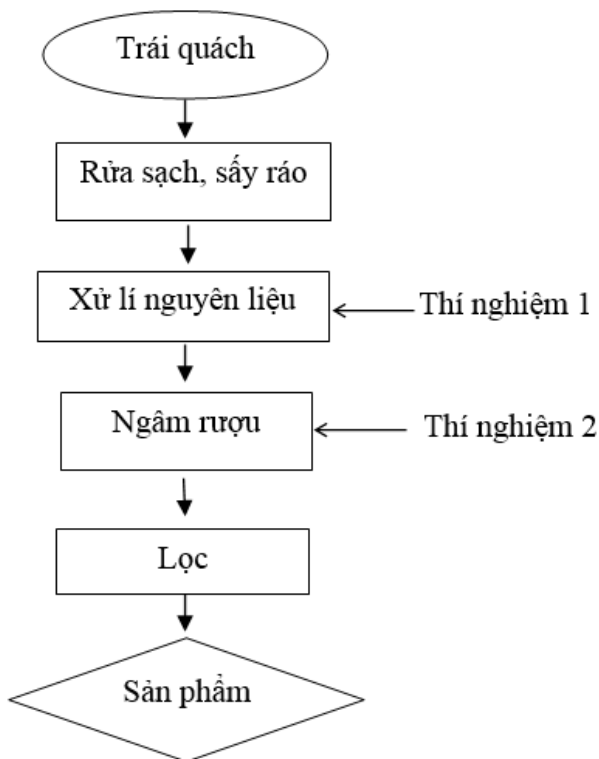 Trái quách
Rửa sạch, sấy ráo
Xử lí nguyên liệu
Thí nghiệm 1
Ngâm rượu
Thí nghiệm 2
Lọc
Sản phẩm